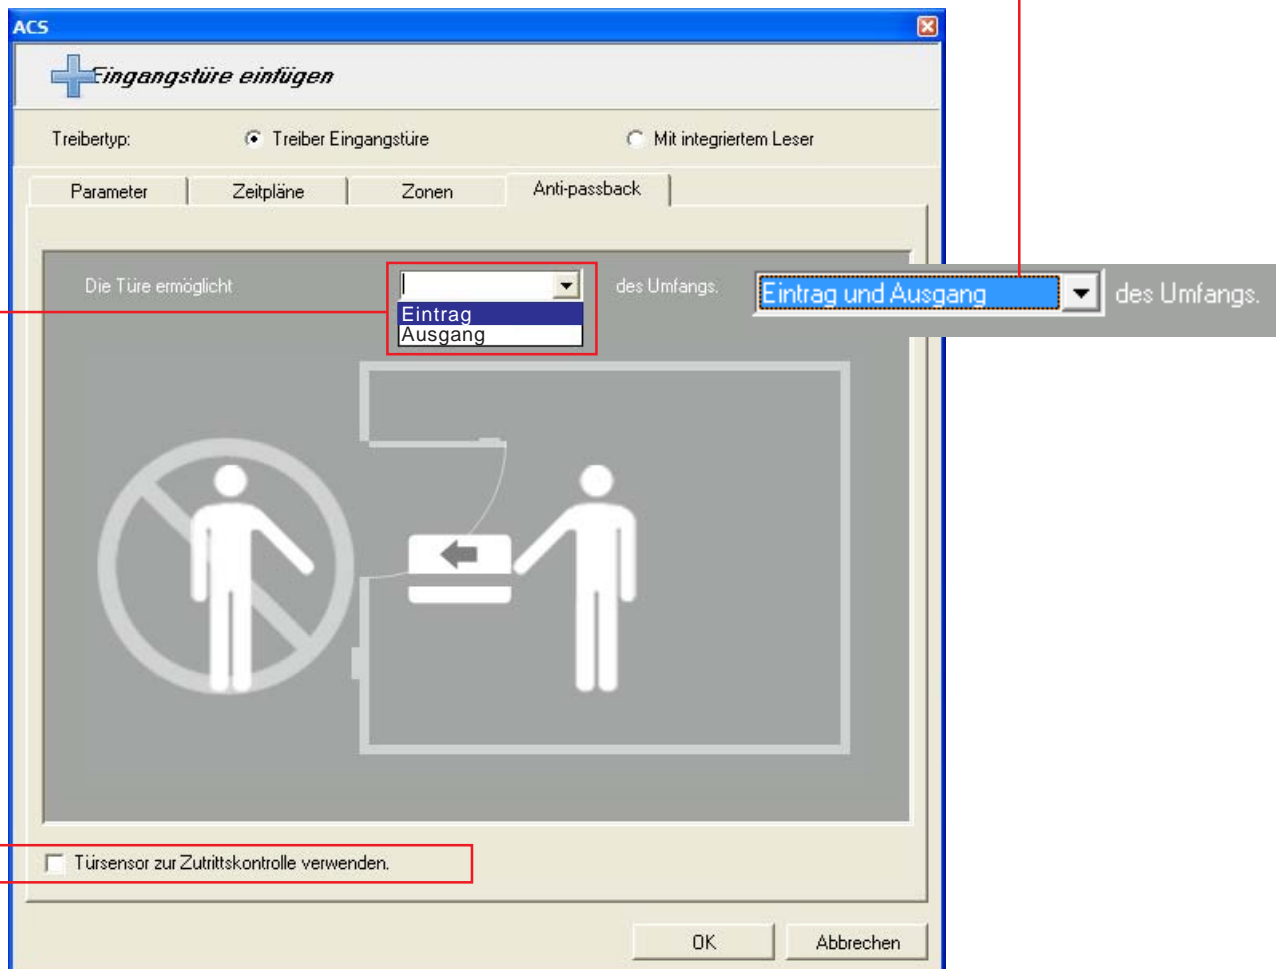 ACS
Eingangstüre einfügen
Treibertyp: Treiber Eingangstüre Mit integriertem Leser
Parameter Zeitpläne Zonen Anti-passback
Die Türe ermöglicht des Umfangs.
Eintrag und Ausgang des Umfangs.
Eintrag
Ausgang
Türsensor zur Zutrittskontrolle verwenden.
OK Abbrechen